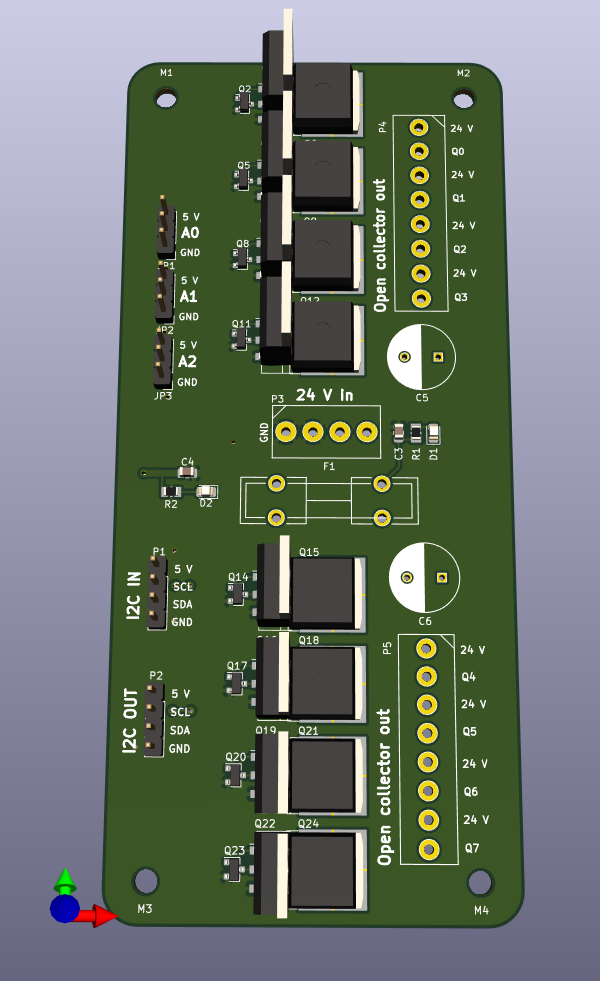 M1
M2
Q2
P4
24 V
Q0
Q5
24 V
Q1
5 V
A0
GND
24 V
Open collector out
Q8
Q2
5 V
24 V
A1
Q3
GND
Q12
Q11
5 V
A2
GND
JP3
C5
P3
24 V in
GND
C3
R1
D1
F1
C4
R2
D2
P1
Q15
I2C IN
5 V
SCL
SDA
GND
Q14
C6
P5
Q18
24 V
Q17
Q4
P2
I2C OUT
5 V
SCL
SDA
GND
24 V
Open collector out
Q19
Q21
Q5
Q20
24 V
Q6
Q22
Q24
24 V
Q23
Q7
M3
M4